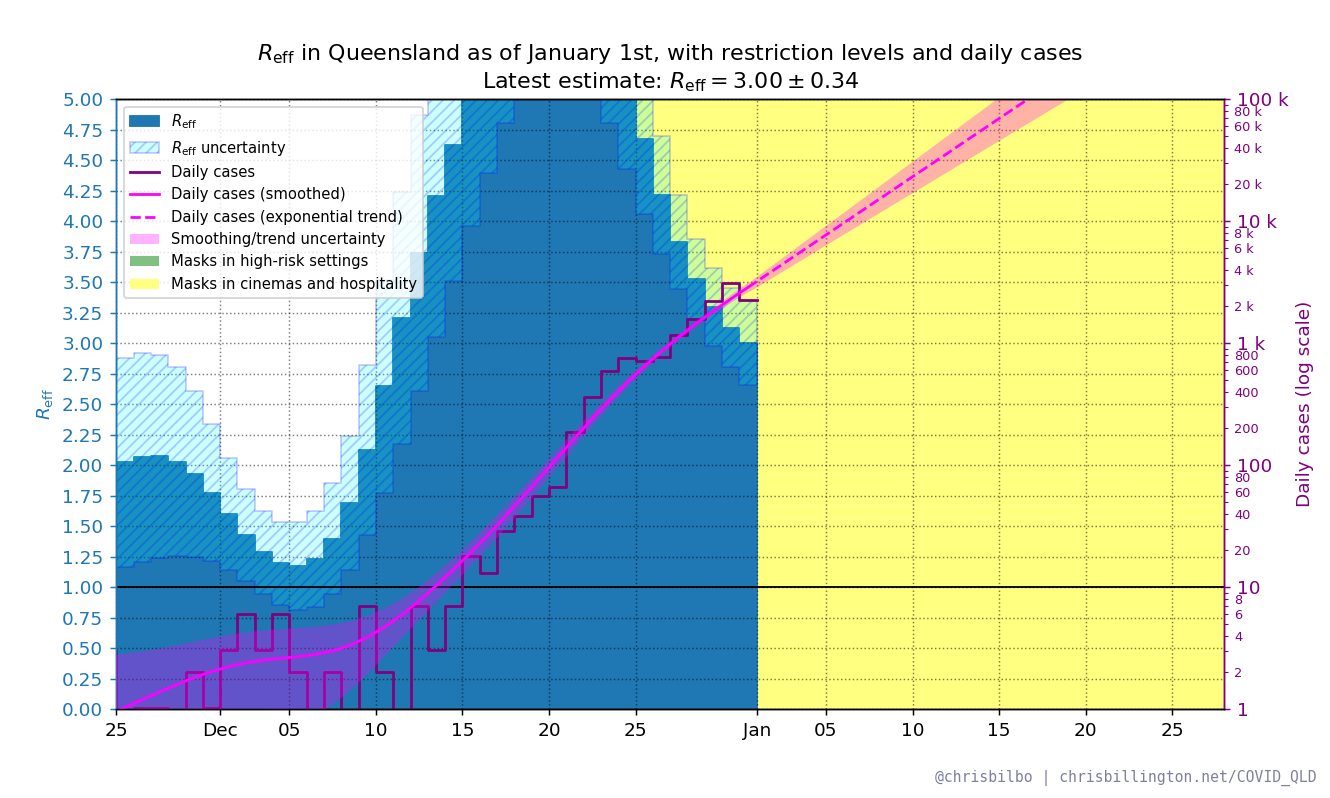 R_eff in Queensland as of January 1st, with restriction levels and daily cases
Latest estimate: R_eff = 3.00 ± 0.34
R_eff
R_eff uncertainty
Daily cases
Daily cases (smoothed)
Daily cases (exponential trend)
Smoothing/trend uncertainty
Masks in high-risk settings
Masks in cinemas and hospitality
R_eff
5.00
4.75
4.50
4.25
4.00
3.75
3.50
3.25
3.00
2.75
2.50
2.25
2.00
1.75
1.50
1.25
1.00
0.75
0.50
0.25
0.00
25 Dec 05 10 15 20 25 Jan 05 10 15 20 25
100 k
80 k
60 k
40 k
20 k
10 k
8 k
6 k
4 k
2 k
1 k
800
600
400
200
100
80
60
40
20
10
8
6
4
2
1
Daily cases (log scale)
@chrisbilbo | chrisbillington.net/COVID_QLD